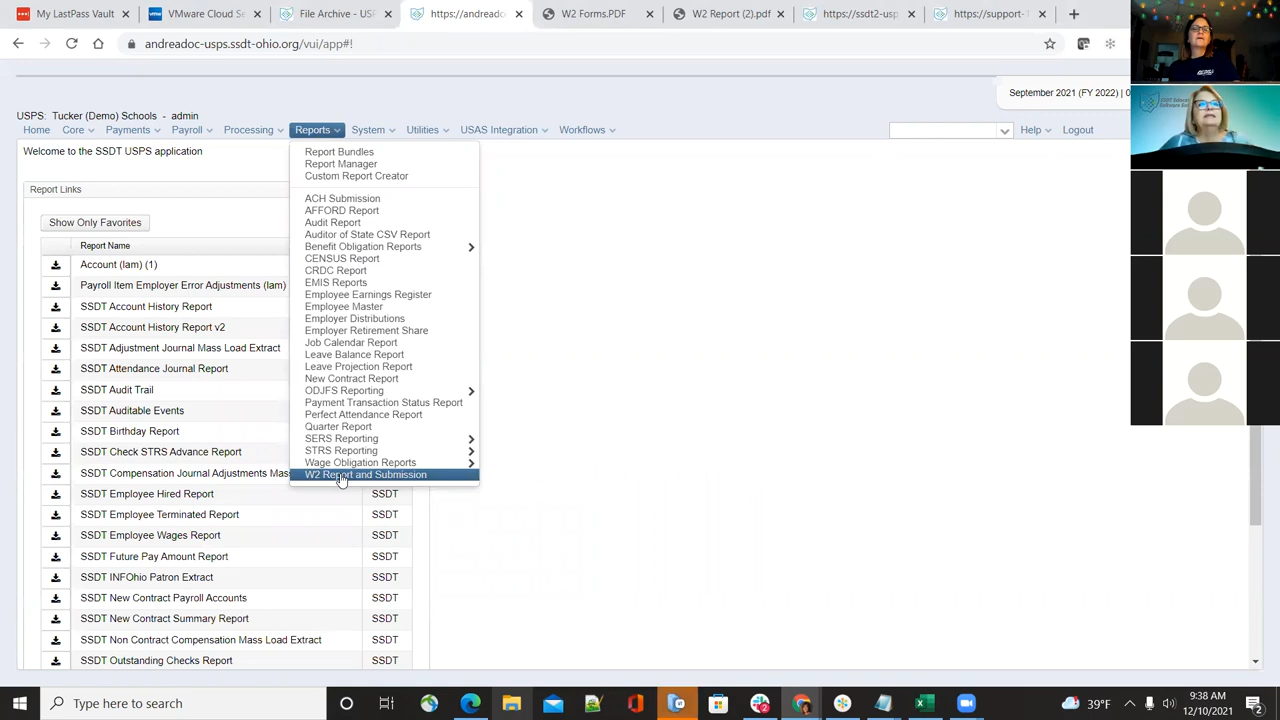 MyLastPass Vault
VMware Cloud Se
File Archive - USP
https://andreadoc
W2 Forms.PDF
W2 Report (2).pdf
https://ssdt2-usp
https://support-1
andreadoc-usps.ssdt-ohio.org/vui/app#!
September 2021 (FY 2022) | 0
USPS: Tucker (Demo) Schools - admin
Home Core Payments Payroll Processing Reports System Utilities USAS Integration Workflows Help Logout
Welcome to the SSDT USPS application
Report Links
Show Only Favorites
Report Name
Account (lam) (1)
Payroll Item Employer Error Adjustments (lam)
SSDT Account History Report
SSDT Account History Report v2
SSDT Adjustment Journal Mass Load Extract
SSDT Attendance Journal Report
SSDT Audit Trail
SSDT Auditable Events
SSDT Birthday Report
SSDT Check STRS Advance Report
SSDT Compensation Journal Adjustments Mas
SSDT Employee Hired Report SSDT
SSDT Employee Terminated Report SSDT
SSDT Employee Wages Report SSDT
SSDT Future Pay Amount Report SSDT
SSDT INFOhio Patron Extract SSDT
SSDT New Contract Payroll Accounts SSDT
SSDT New Contract Summary Report SSDT
SSDT Non Contract Compensation Mass Load Extract SSDT
SSDT Outstanding Checks Report SSDT
Report Bundles
Report Manager
Custom Report Creator
ACH Submission
AFFORD Report
Audit Report
Auditor of State CSV Report
Benefit Obligation Reports
CENSUS Report
CRDC Report
EMIS Reports
Employee Earnings Register
Employee Master
Employer Distributions
Employer Retirement Share
Job Calendar Report
Leave Balance Report
Leave Projection Report
New Contract Report
ODJFS Reporting
Payment Transaction Status Report
Perfect Attendance Report
Quarter Report
SERS Reporting
STRS Reporting
Wage Obligation Reports
W2 Report and Submission
Type here to search
39°F
9:38 AM
12/10/2021
2